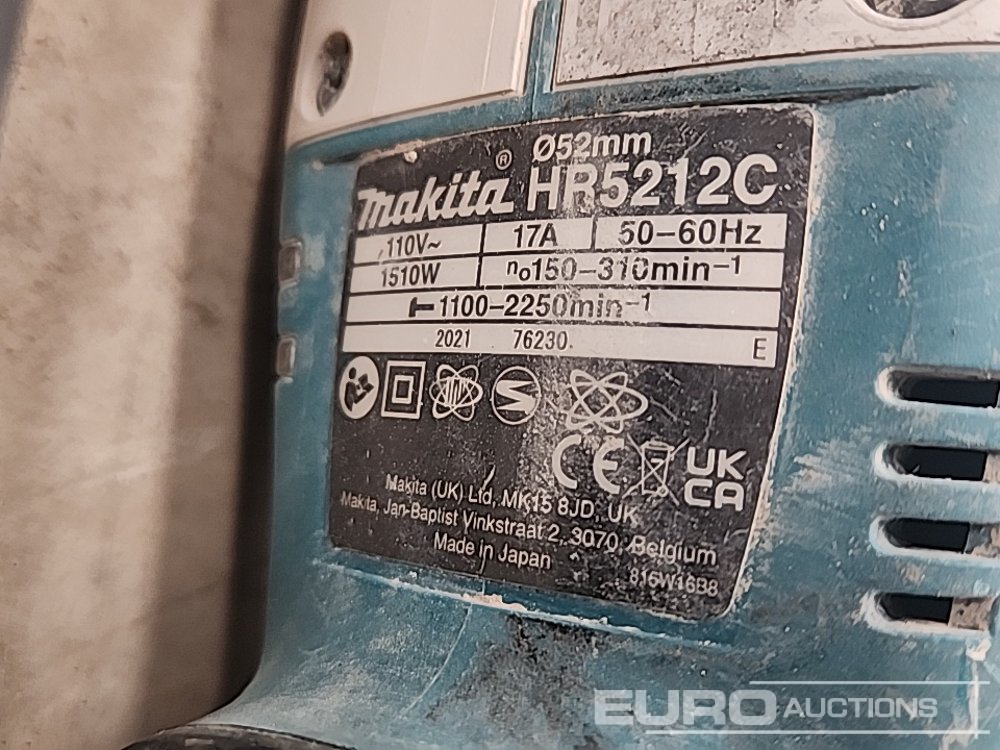 Ø52mm
makita® HR5212C
110V~ 17A 50-60Hz
1510W n₀150-310min⁻¹
1100-2250min⁻¹
2021 76230 E
CE UK
CA
Makita (UK) Ltd, MK15 8JD, UK
Makita, Jan-Baptist Vinkstraat 2, 3070, Belgium
Made in Japan
816W16B8
EURO AUCTIONS